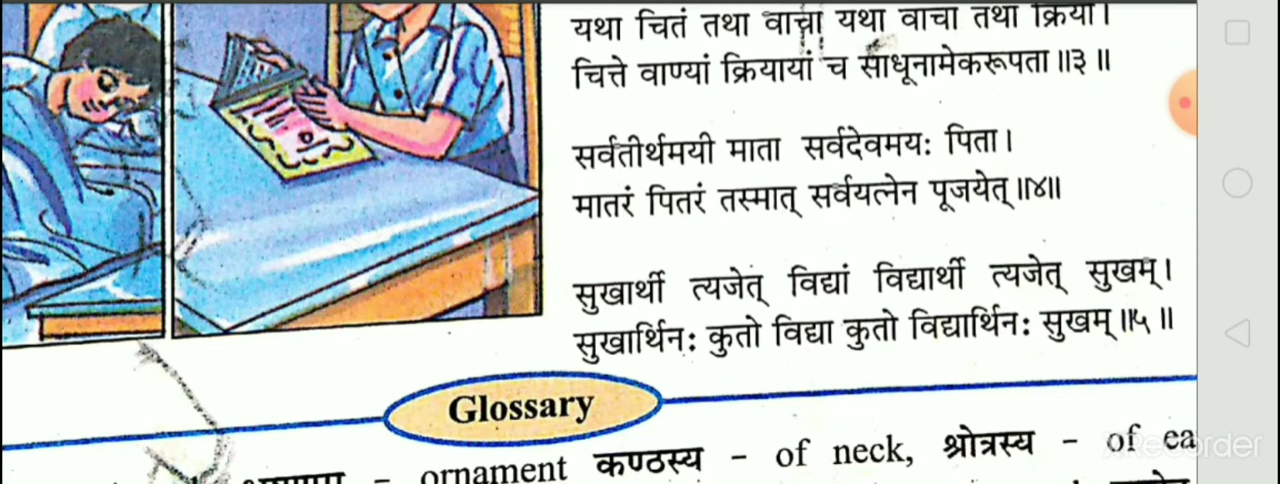 यथा चितं तथा वाचा यथा वाचा तथा क्रिया।
चित्ते वाण्यां क्रियायां च साधूनामेकरूपता॥३॥
सर्वतीर्थमयी माता सर्वदेवमयः पिता।
मातरं पितरं तस्मात् सर्वयत्नेन पूजयेत्॥४॥
सुखार्थी त्यजेत् विद्यां विद्यार्थी त्यजेत् सुखम्।
सुखार्थिनः कुतो विद्या कुतो विद्यार्थिनः सुखम्॥५॥
Glossary
- ornament कण्ठस्य - of neck, श्रोत्रस्य - of ea
XRecorder